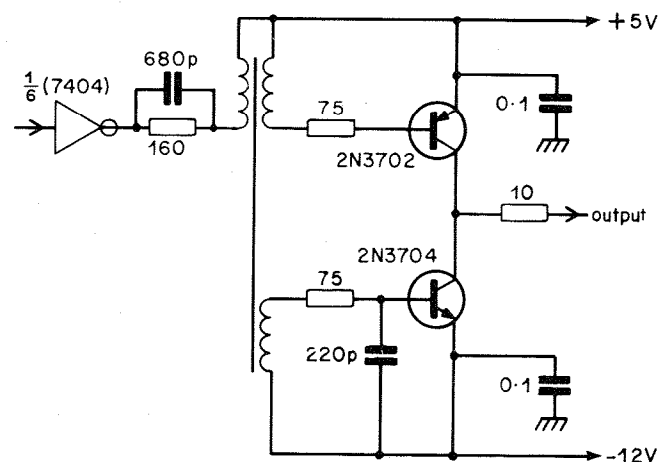 +5V
680p
1/6 (7404)
160
75
0·1
2N3702
10
output
2N3704
75
220p
0·1
-12V